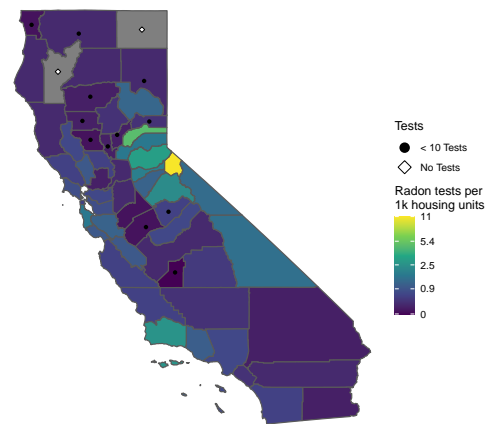 Tests
< 10 Tests
No Tests
Radon tests per
1k housing units
11
5.4
2.5
0.9
0